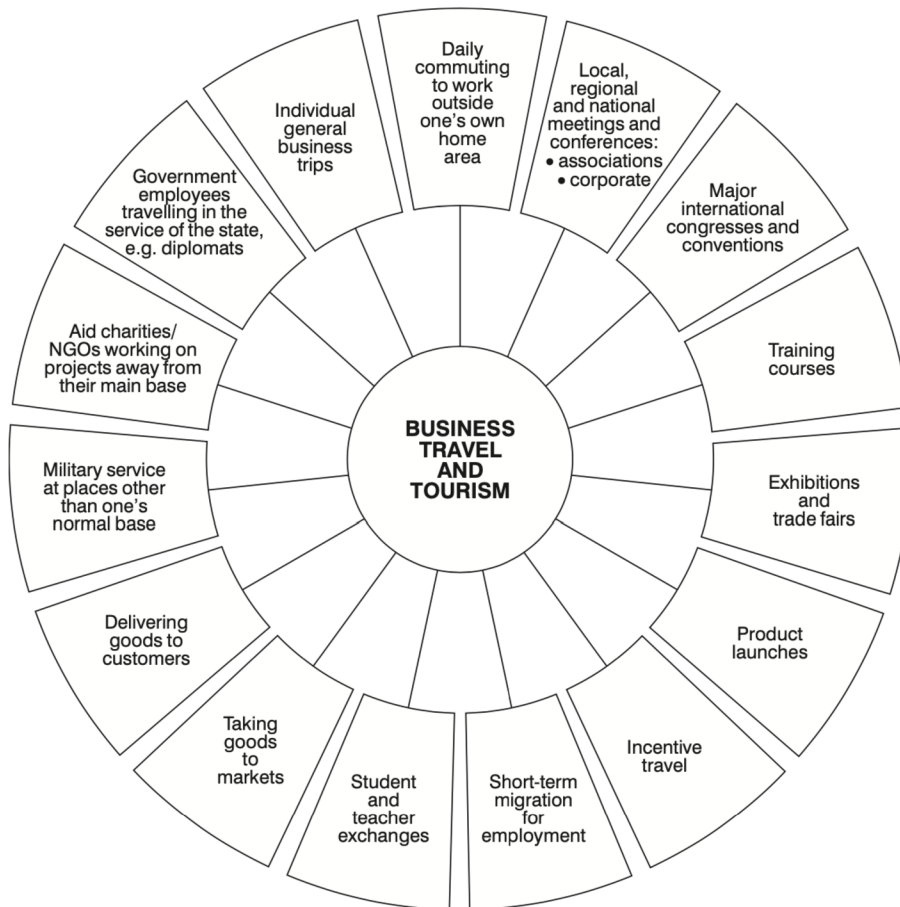 Daily
commuting
to work
outside
one's own
home
area
Local,
regional
and national
meetings and
conferences:
• associations
• corporate
Major
international
congresses and
conventions
Training
courses
Exhibitions
and
trade fairs
Product
launches
Incentive
travel
Short-term
migration
for
employment
Student
and
teacher
exchanges
Taking
goods
to
markets
Delivering
goods to
customers
Military service
at places other
than one's
normal base
Aid charities/
NGOs working on
projects away from
their main base
Government
employees
travelling in the
service of the state,
e.g. diplomats
Individual
general
business
trips
BUSINESS
TRAVEL
AND
TOURISM